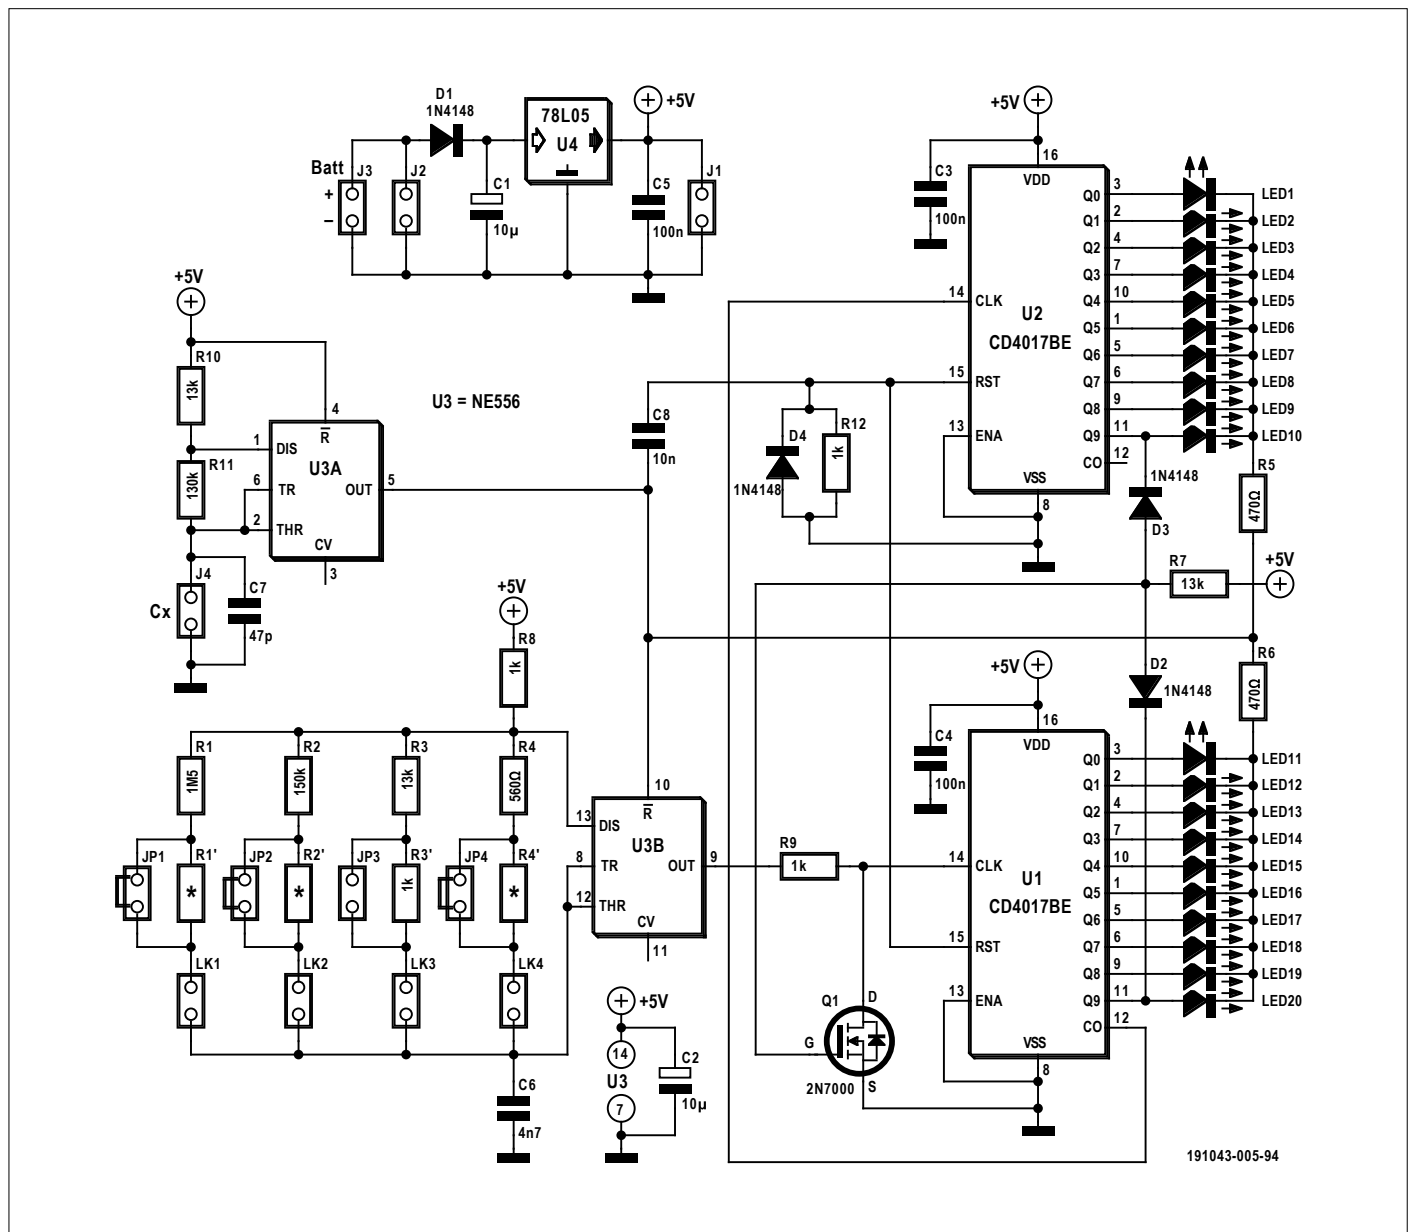 D1
1N4148
78L05
U4
+5V
Batt
J3
+
–
J2
C1
10µ
C5
100n
J1
+5V
C3
100n
16
VDD
U2
CD4017BE
14
CLK
15
RST
13
ENA
VSS
8
Q0
3
Q1
2
Q2
4
Q3
7
Q4
10
Q5
1
Q6
5
Q7
6
Q8
9
Q9
11
CO
12
LED1
LED2
LED3
LED4
LED5
LED6
LED7
LED8
LED9
LED10
+5V
R10
13k
R11
130k
4
R
1
DIS
U3A
6
TR
OUT
5
2
THR
CV
3
U3 = NE556
J4
Cx
C7
47p
C8
10n
D4
1N4148
R12
1k
1N4148
D3
R5
470Ω
R7
13k
+5V
+5V
R8
1k
R1
1M5
R2
150k
R3
13k
R4
560Ω
JP1
R1'
*
JP2
R2'
*
JP3
R3'
1k
JP4
R4'
*
LK1
LK2
LK3
LK4
C6
4n7
10
R
13
DIS
U3B
8
TR
OUT
9
12
THR
CV
11
+5V
14
U3
7
C2
10µ
R9
1k
Q1
D
G
S
2N7000
D2
1N4148
R6
470Ω
+5V
C4
100n
16
VDD
U1
CD4017BE
14
CLK
15
RST
13
ENA
VSS
8
Q0
3
Q1
2
Q2
4
Q3
7
Q4
10
Q5
1
Q6
5
Q7
6
Q8
9
Q9
11
CO
12
LED11
LED12
LED13
LED14
LED15
LED16
LED17
LED18
LED19
LED20
191043-005-94